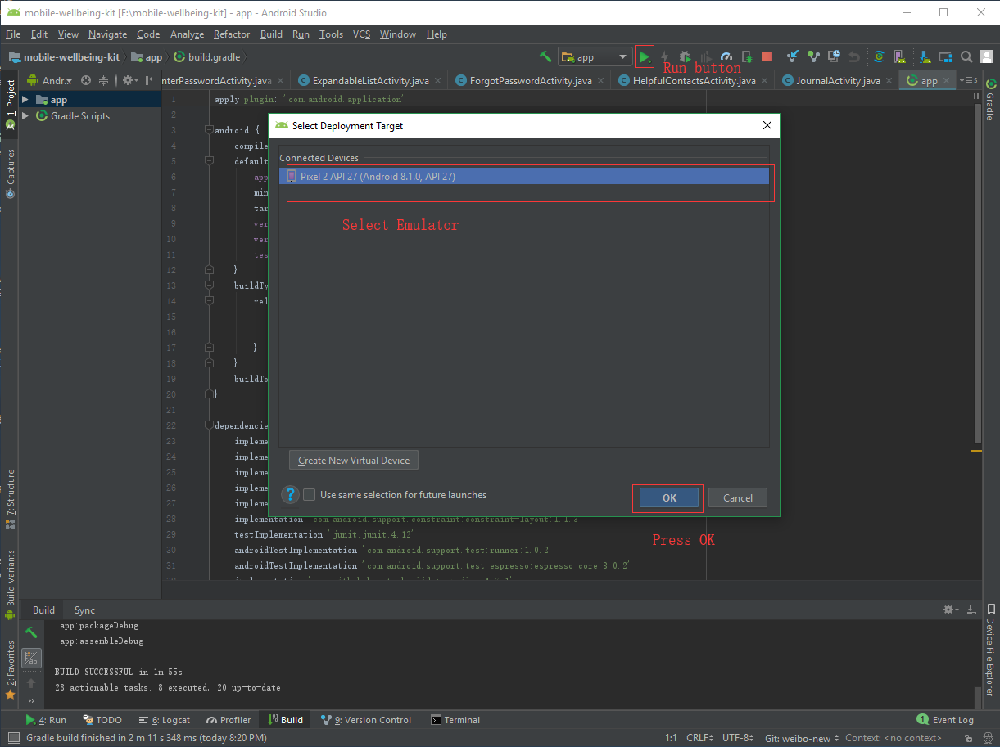 mobile-wellbeing-kit [E:\mobile-wellbeing-kit] - app - Android Studio
File Edit View Navigate Code Analyze Refactor Build Run Tools VCS Window Help
mobile-wellbeing-kit app build.gradle app
Run button
Andr... nterPasswordActivity.java ExpandableListActivity.java ForgotPasswordActivity.java HelpfulContactsActivity.java JournalActivity.java app 5
1: Project
Captures
7: Structure
Build Variants
2: Favorites
Gradle
Device File Explorer
app
Gradle Scripts
1 apply plugin: 'com.android.application'
2
3 android {
4 compile
5 default
6 app
7 min
8 tar
9 ver
10 ver
11 tes
12 }
13 buildTy
14 rel
15
16
17 }
18 }
19 buildTo
20 }
21
22 dependencie
23 impleme
24 impleme
25 impleme
26 impleme
27 impleme
28 implementation 'com.android.support.constraint:constraint-layout:1.1.3'
29 testImplementation 'junit:junit:4.12'
30 androidTestImplementation 'com.android.support.test:runner:1.0.2'
31 androidTestImplementation 'com.android.support.test.espresso:espresso-core:3.0.2'
Select Deployment Target
Connected Devices
Pixel 2 API 27 (Android 8.1.0, API 27)
Select Emulator
Create New Virtual Device
? Use same selection for future launches
OK Cancel
Press OK
Build Sync
:app:packageDebug
:app:assembleDebug
BUILD SUCCESSFUL in 1m 55s
28 actionable tasks: 8 executed, 20 up-to-date
4: Run TODO 6: Logcat Profiler Build 9: Version Control Terminal 1 Event Log
Gradle build finished in 2 m 11 s 348 ms (today 8:20 PM) 1:1 CRLF UTF-8 Git: weibo-new Context: <no context>